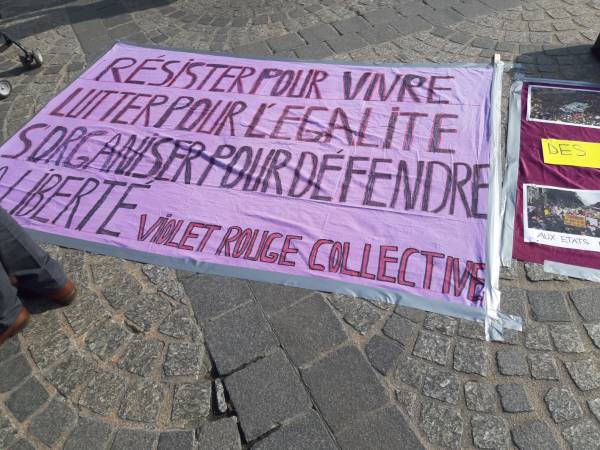 RÉSISTER POUR VIVRE
LUTTER POUR L'ÉGALITE
S'ORGANISER POUR DÉFENDRE
LIBERTÉ
VIOLET ROUGE COLLECTIVE
DES
AUX ETATS